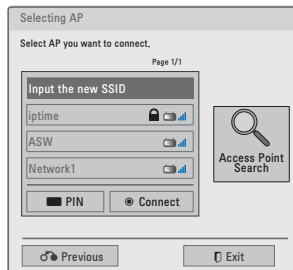 Selecting AP
Select AP you want to connect.
Page 1/1
Input the new SSID
iptime
ASW
Network1
PIN
Connect
Access Point
Search
Previous
Exit